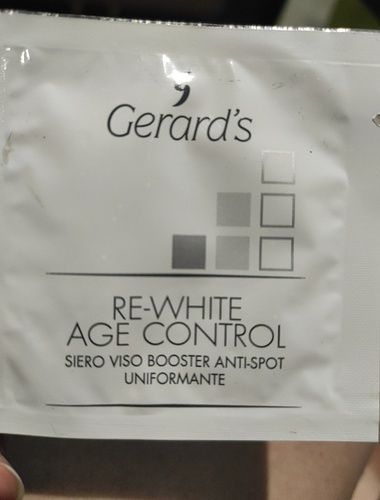 Gerard's
RE-WHITE
AGE CONTROL
SIERO VISO BOOSTER ANTI-SPOT
UNIFORMANTE